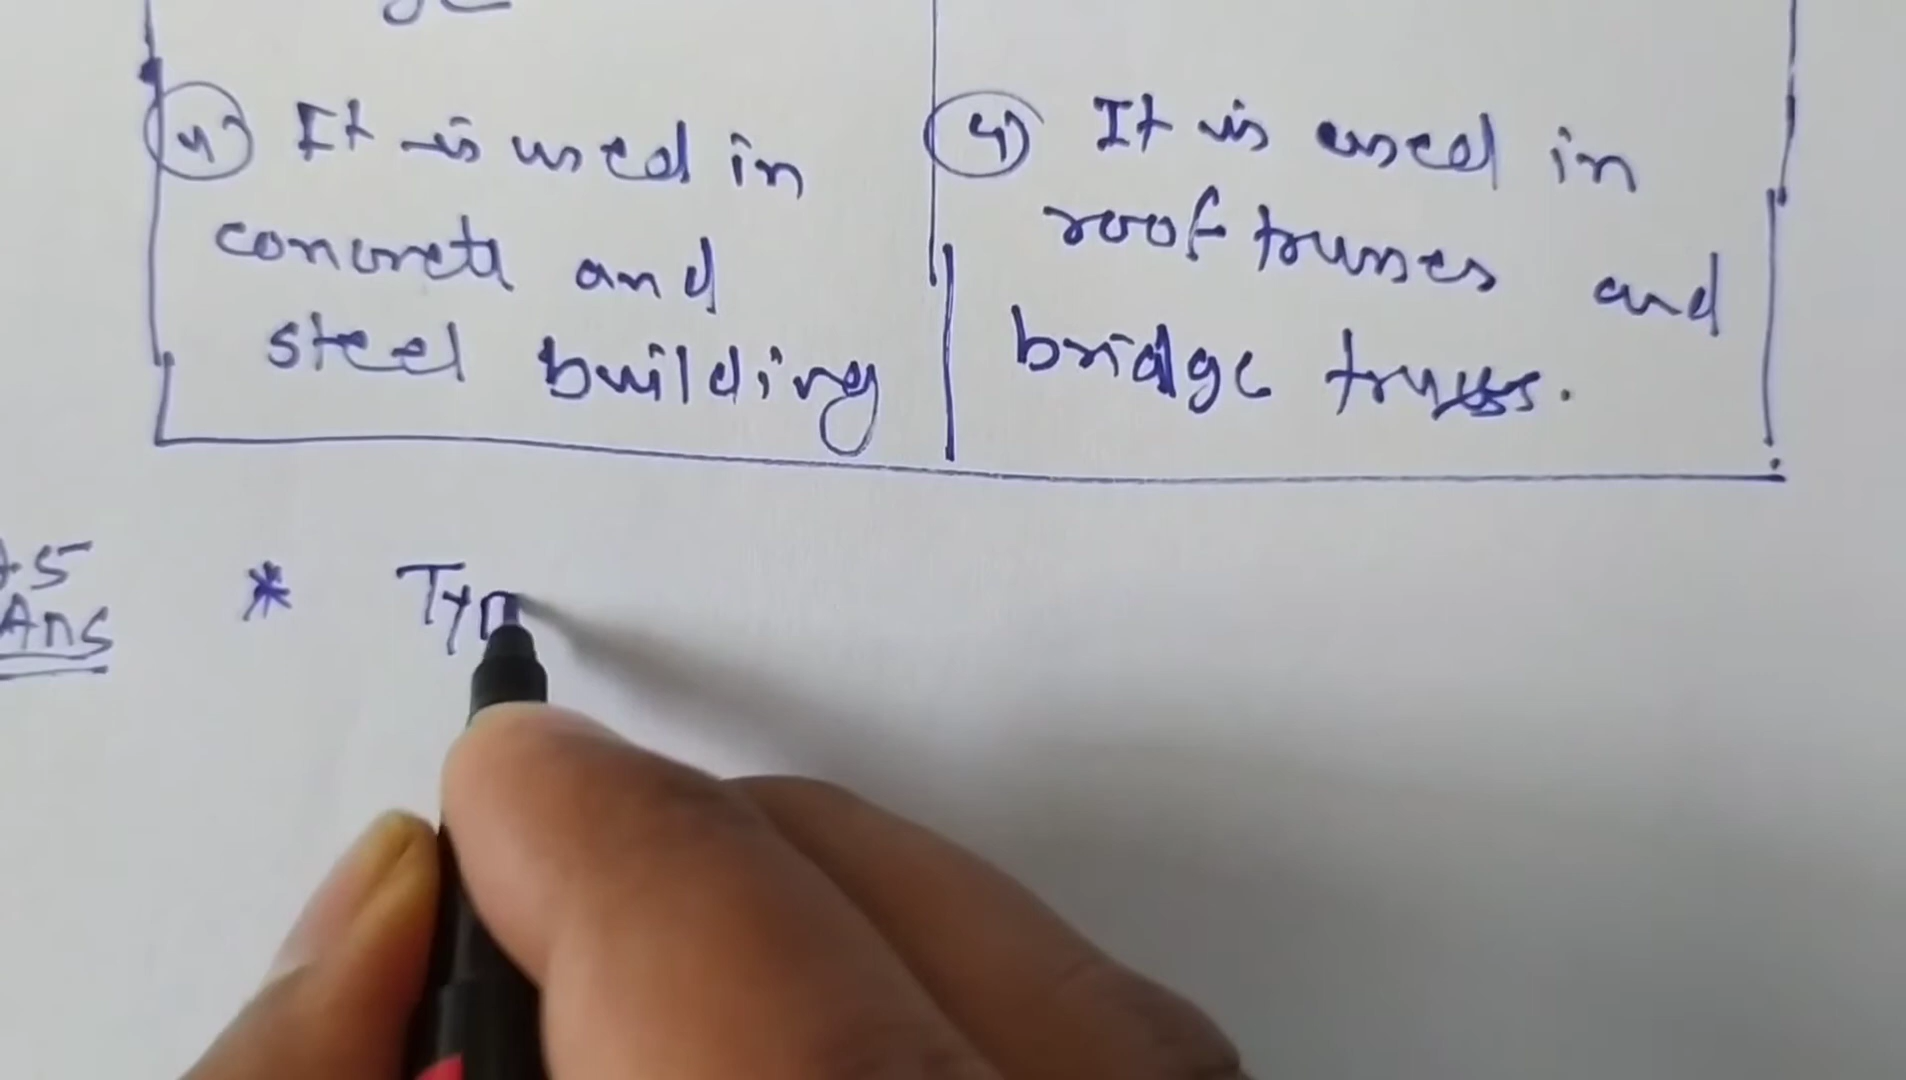 4) It is used in
concrete and
steel building
4) It is used in
roof trusses and
bridge truss.
5
Ans
* Typ